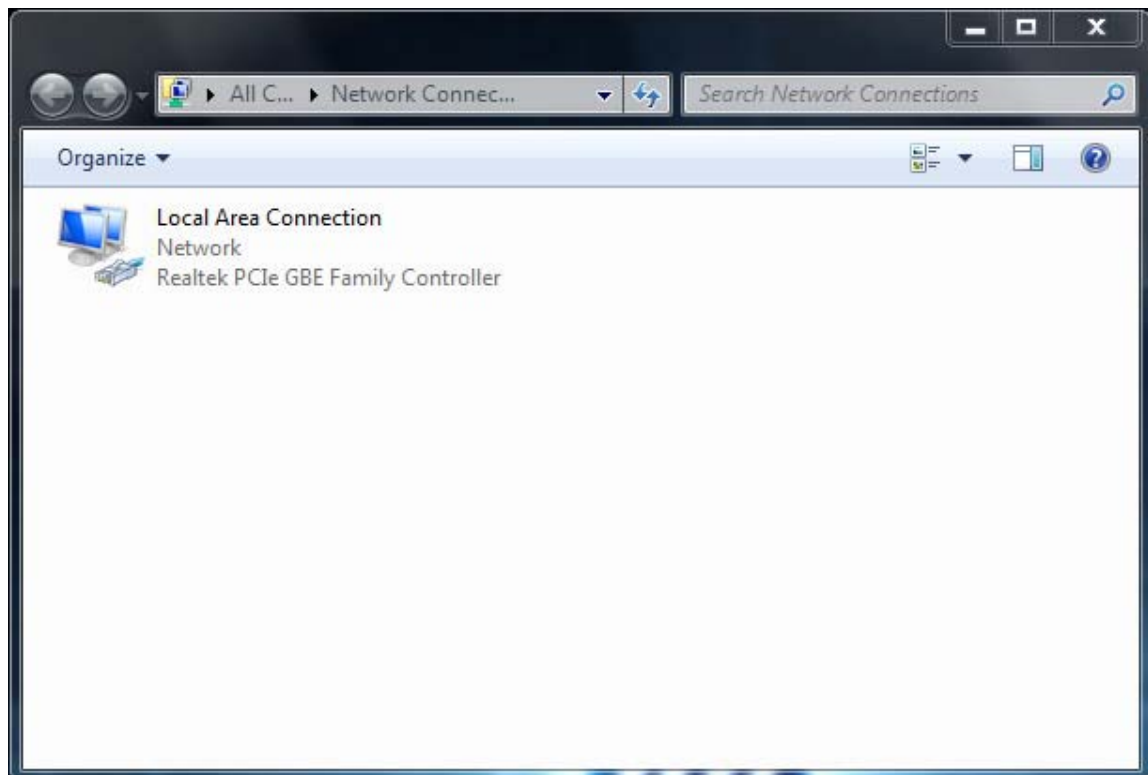 All C... Network Connec...
Search Network Connections
Organize
Local Area Connection
Network
Realtek PCIe GBE Family Controller